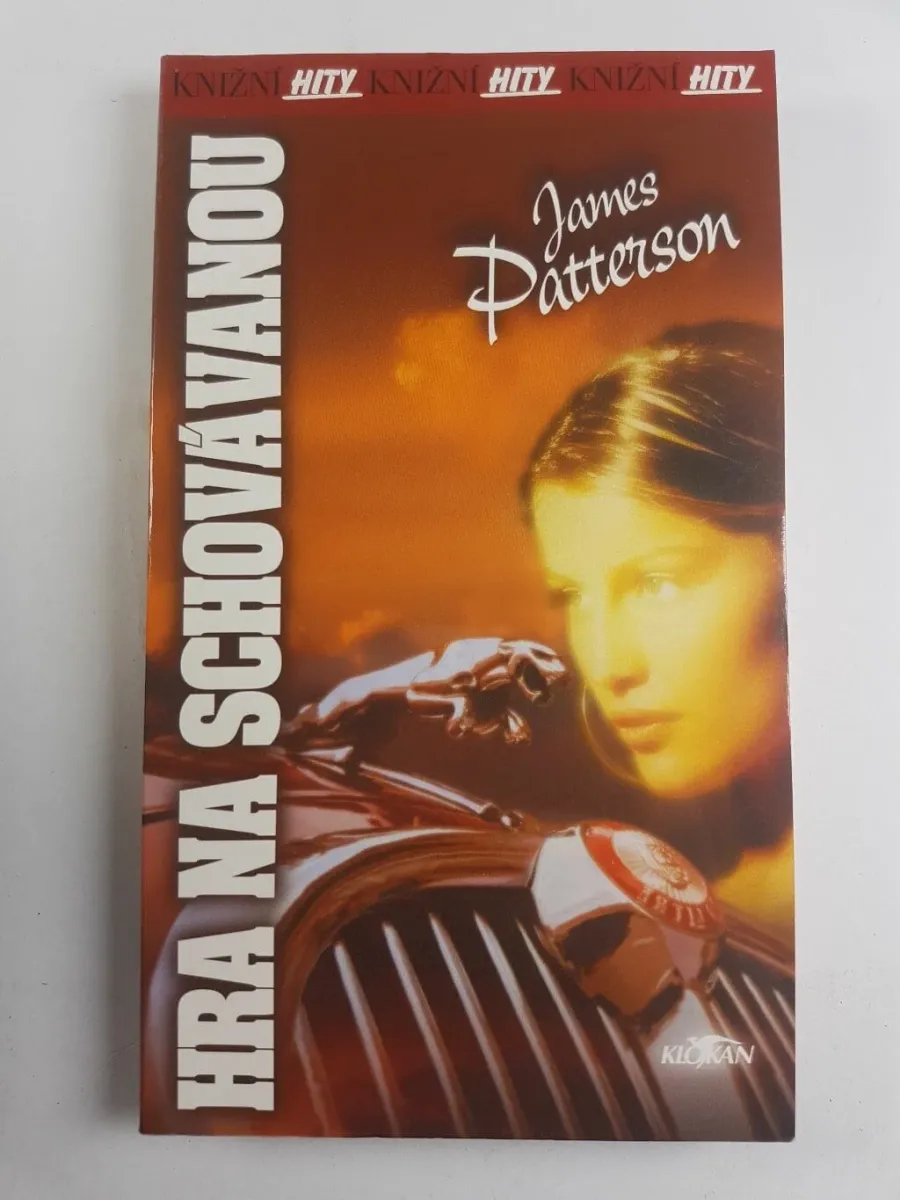 KNIŽNÍ HITY KNIŽNÍ HITY KNIŽNÍ HITY
James
Patterson
HRA NA SCHOVÁVANOU
KLOKAN